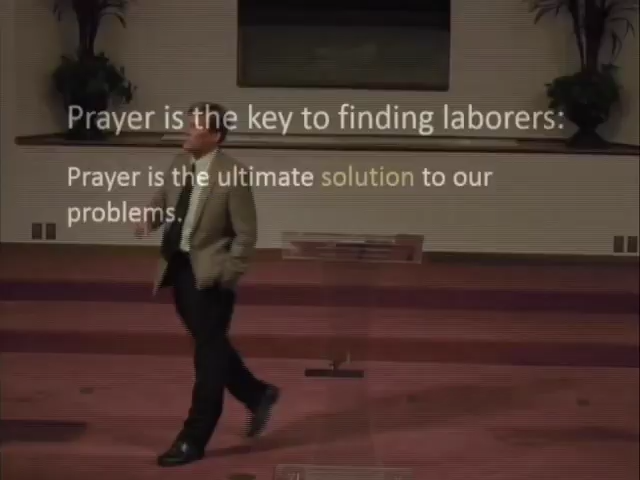 Prayer is the key to finding laborers:
Prayer is the ultimate solution to our
problems.